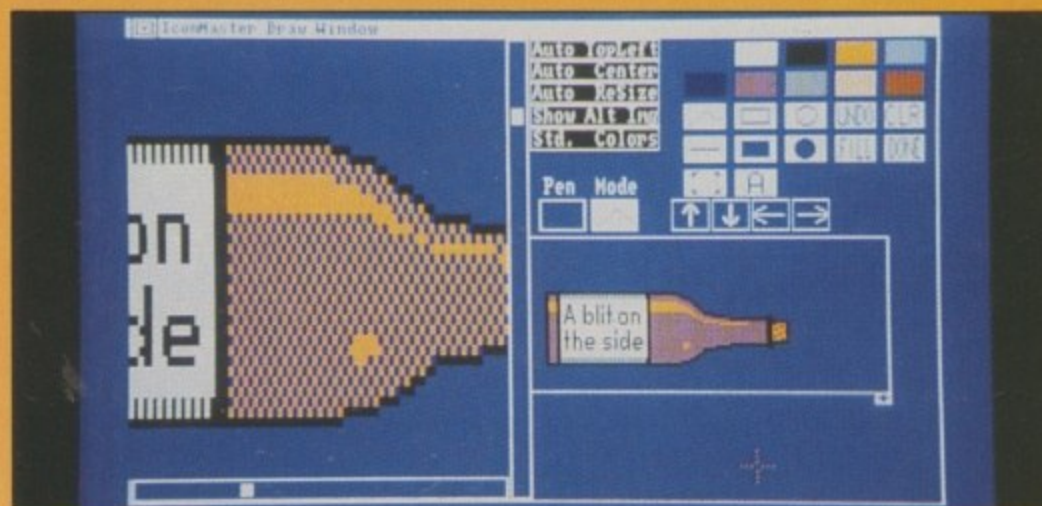 IconMaster Draw Window
on
de
Auto TopLeft
Auto Center
Auto ReSize
Show Alt Img
Std. Colors
UNDO CLR
FILL DONE
A
Pen Mode
A blit on
the side